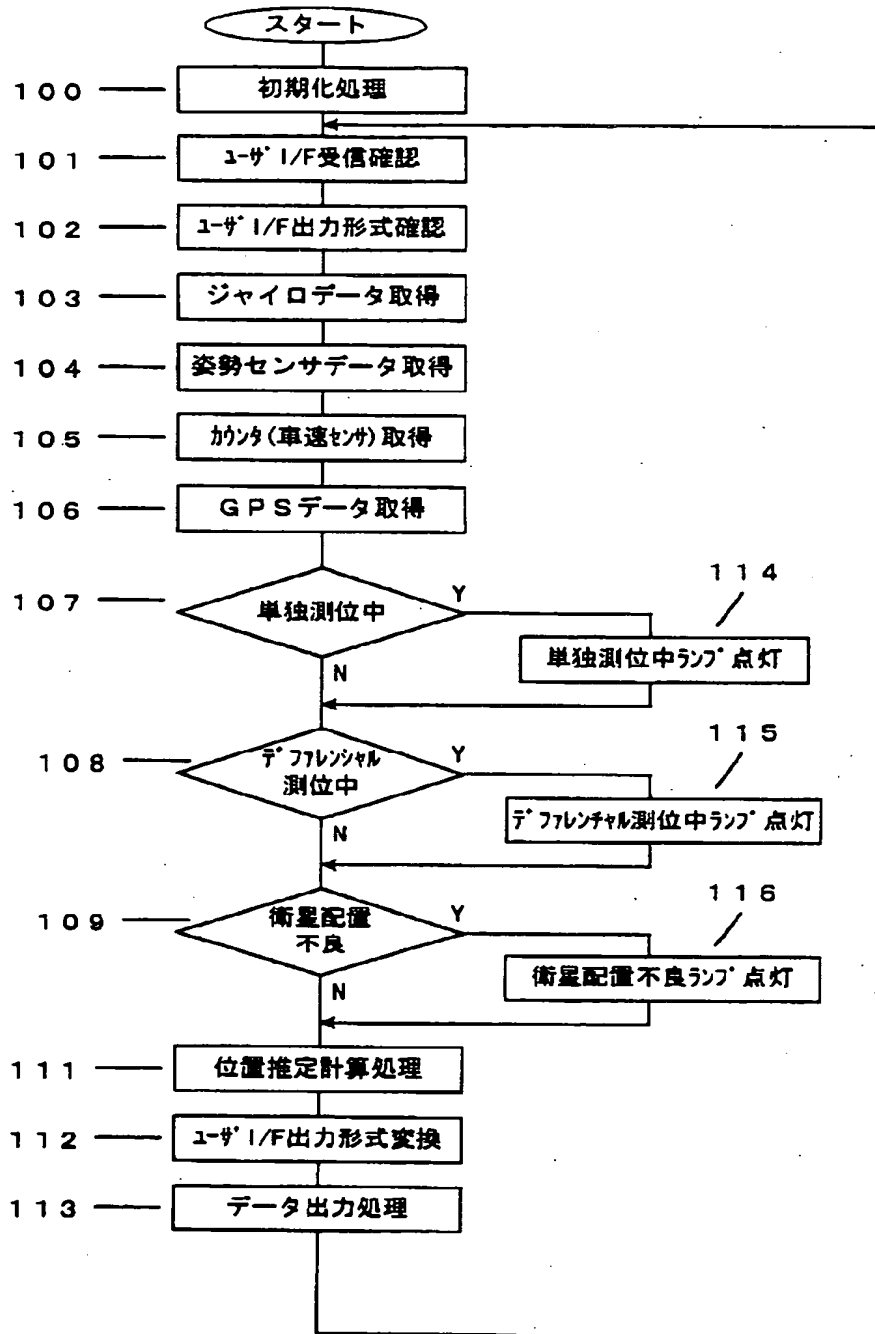 スタート
100 初期化処理
101 ﾕｰｻﾞI/F受信確認
102 ﾕｰｻﾞI/F出力形式確認
103 ジャイロデータ取得
104 姿勢センサデータ取得
105 ｶｳﾝﾀ(車速ｾﾝｻ)取得
106 GPSデータ取得
107 単独測位中 Y
114
単独測位中ﾗﾝﾌﾟ点灯
N
108 ﾃﾞﾌｧﾚﾝｼｬﾙ
測位中 Y
115
ﾃﾞﾌｧﾚﾝﾁｬﾙ測位中ﾗﾝﾌﾟ点灯
N
109 衛星配置
不良 Y
116
衛星配置不良ﾗﾝﾌﾟ点灯
N
111 位置推定計算処理
112 ﾕｰｻﾞI/F出力形式変換
113 データ出力処理